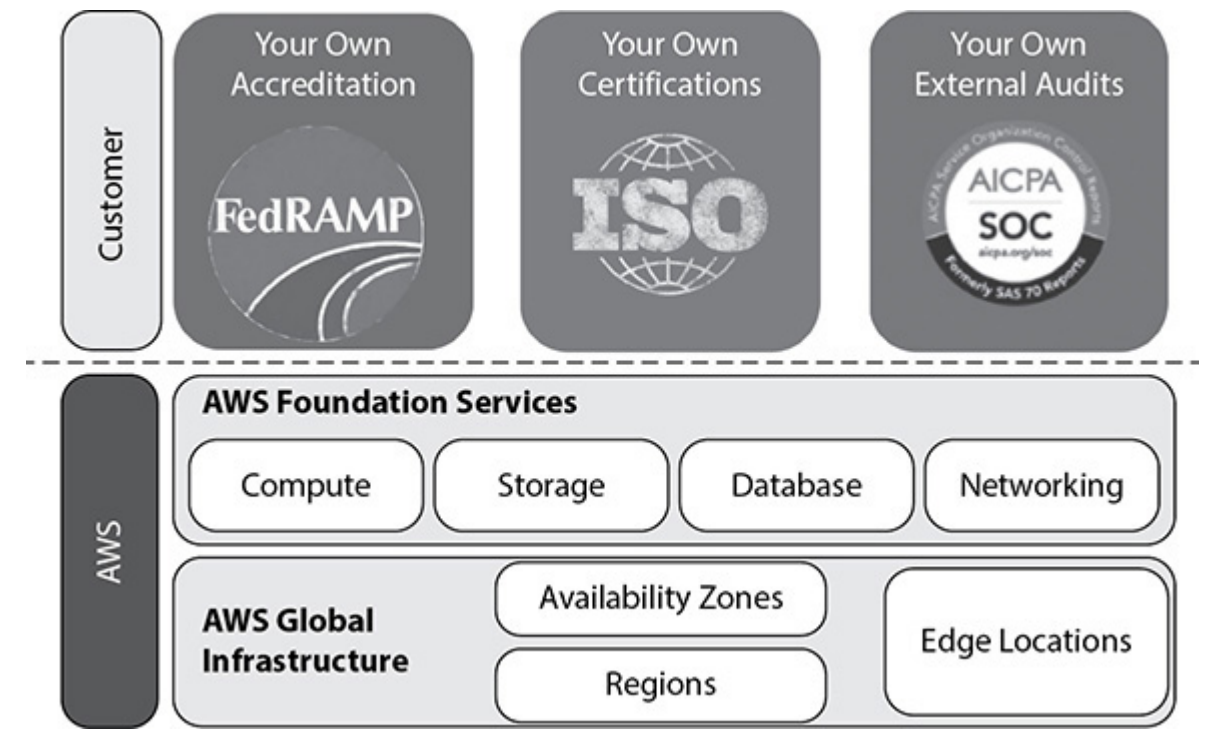 Customer
Your Own
Accreditation
FedRAMP
Your Own
Certifications
ISO
Your Own
External Audits
AICPA Service Organization Control Reports
AICPA
SOC
aicpa.org/soc
Formerly SAS 70 Reports
AWS
AWS Foundation Services
Compute
Storage
Database
Networking
AWS Global
Infrastructure
Availability Zones
Regions
Edge Locations